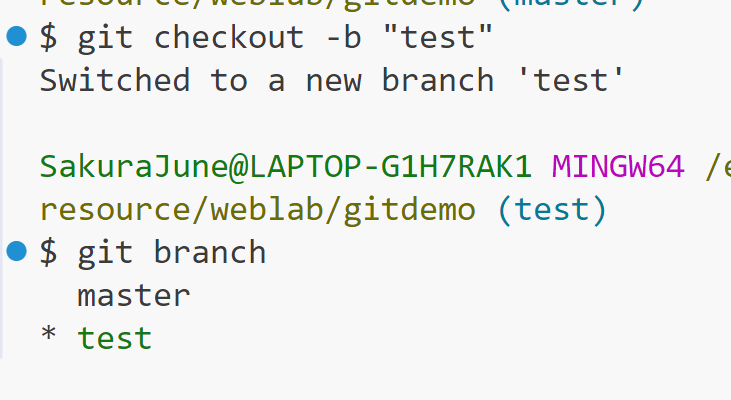 resource/weblab/gitdemo (master)
$ git checkout -b "test"
Switched to a new branch 'test'
SakuraJune@LAPTOP-G1H7RAK1 MINGW64 /e
resource/weblab/gitdemo (test)
$ git branch
master
* test